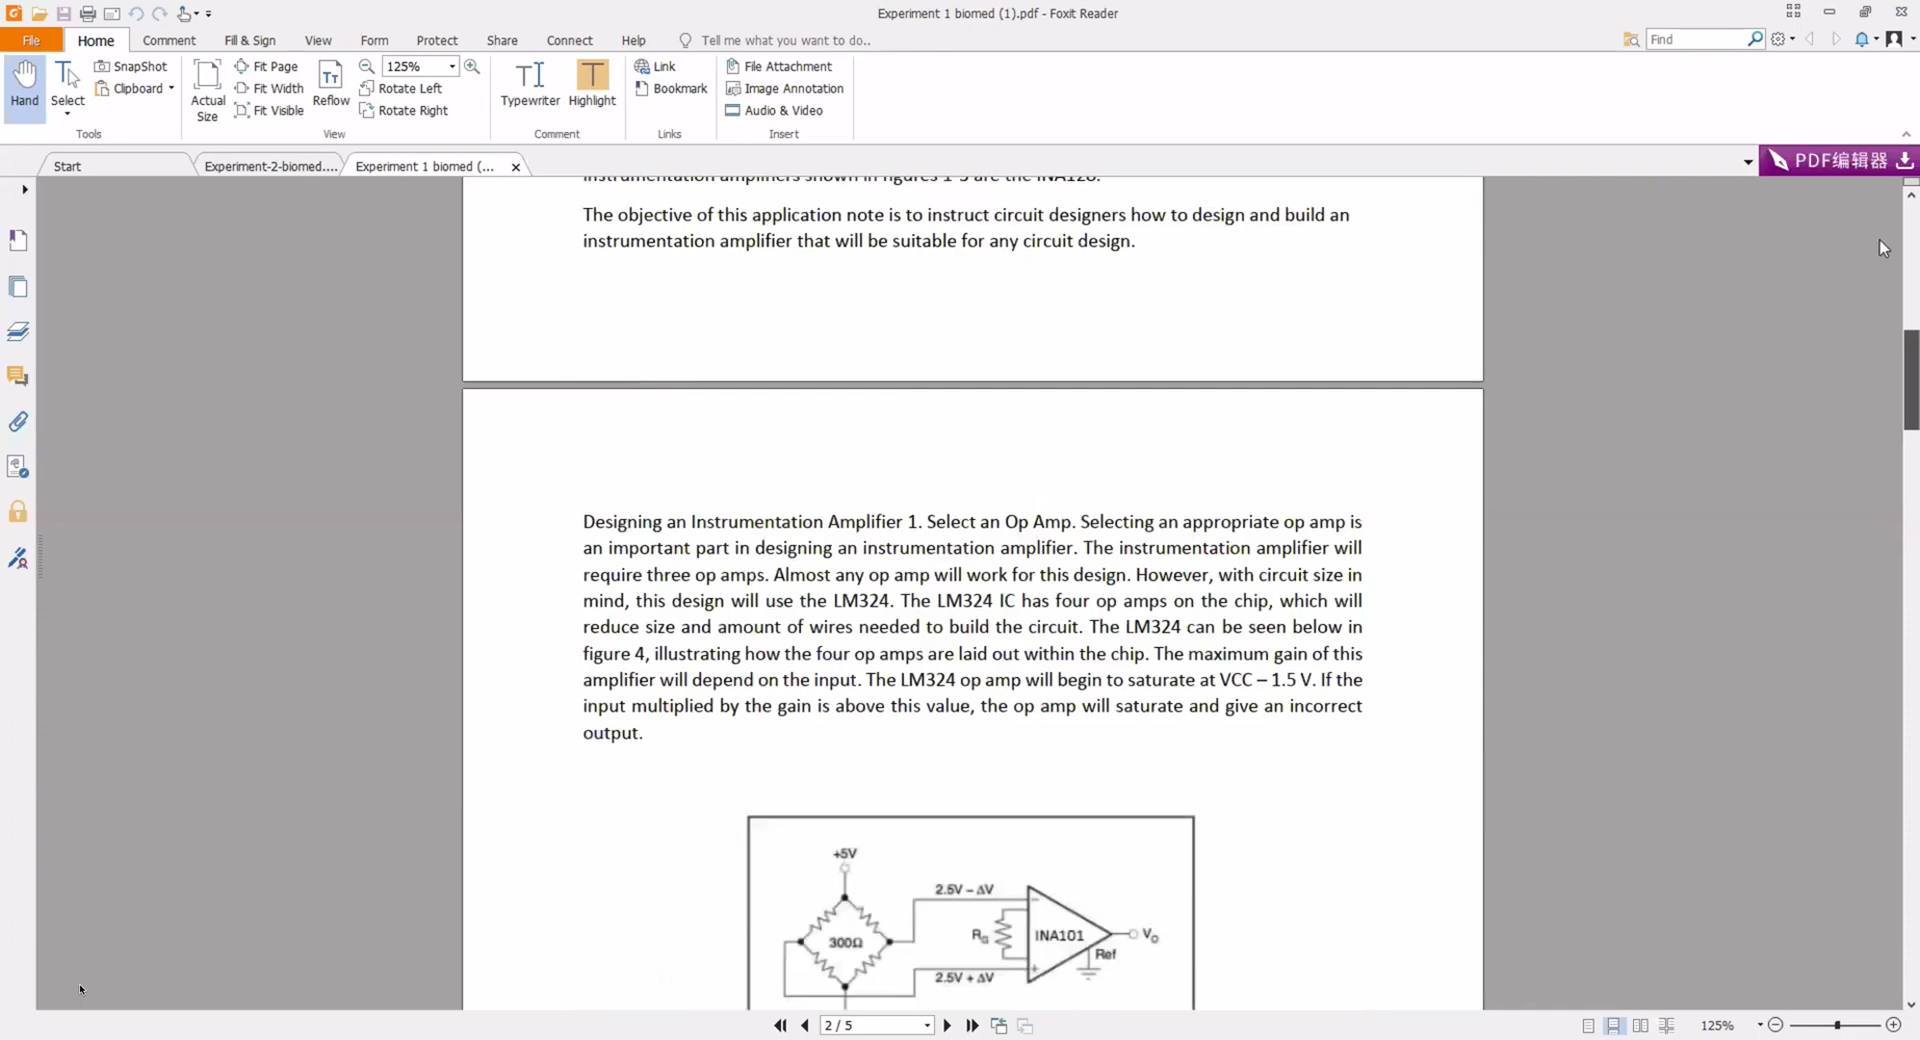 Experiment 1 biomed (1).pdf - Foxit Reader
File Home Comment Fill & Sign View Form Protect Share Connect Help Tell me what you want to do.. Find
Hand
Select
SnapShot
Clipboard
Tools
Actual Size
Fit Page
Fit Width
Fit Visible
Reflow
125%
Rotate Left
Rotate Right
View
Typewriter
Highlight
Comment
Link
Bookmark
Links
File Attachment
Image Annotation
Audio & Video
Insert
Start Experiment-2-biomed.... Experiment 1 biomed (...
PDF编辑器
The objective of this application note is to instruct circuit designers how to design and build an
instrumentation amplifier that will be suitable for any circuit design.
Designing an Instrumentation Amplifier 1. Select an Op Amp. Selecting an appropriate op amp is
an important part in designing an instrumentation amplifier. The instrumentation amplifier will
require three op amps. Almost any op amp will work for this design. However, with circuit size in
mind, this design will use the LM324. The LM324 IC has four op amps on the chip, which will
reduce size and amount of wires needed to build the circuit. The LM324 can be seen below in
figure 4, illustrating how the four op amps are laid out within the chip. The maximum gain of this
amplifier will depend on the input. The LM324 op amp will begin to saturate at VCC – 1.5 V. If the
input multiplied by the gain is above this value, the op amp will saturate and give an incorrect
output.
+5V
2.5V – ΔV
300Ω
RG
INA101
VO
Ref
2.5V + ΔV
2 / 5
125%